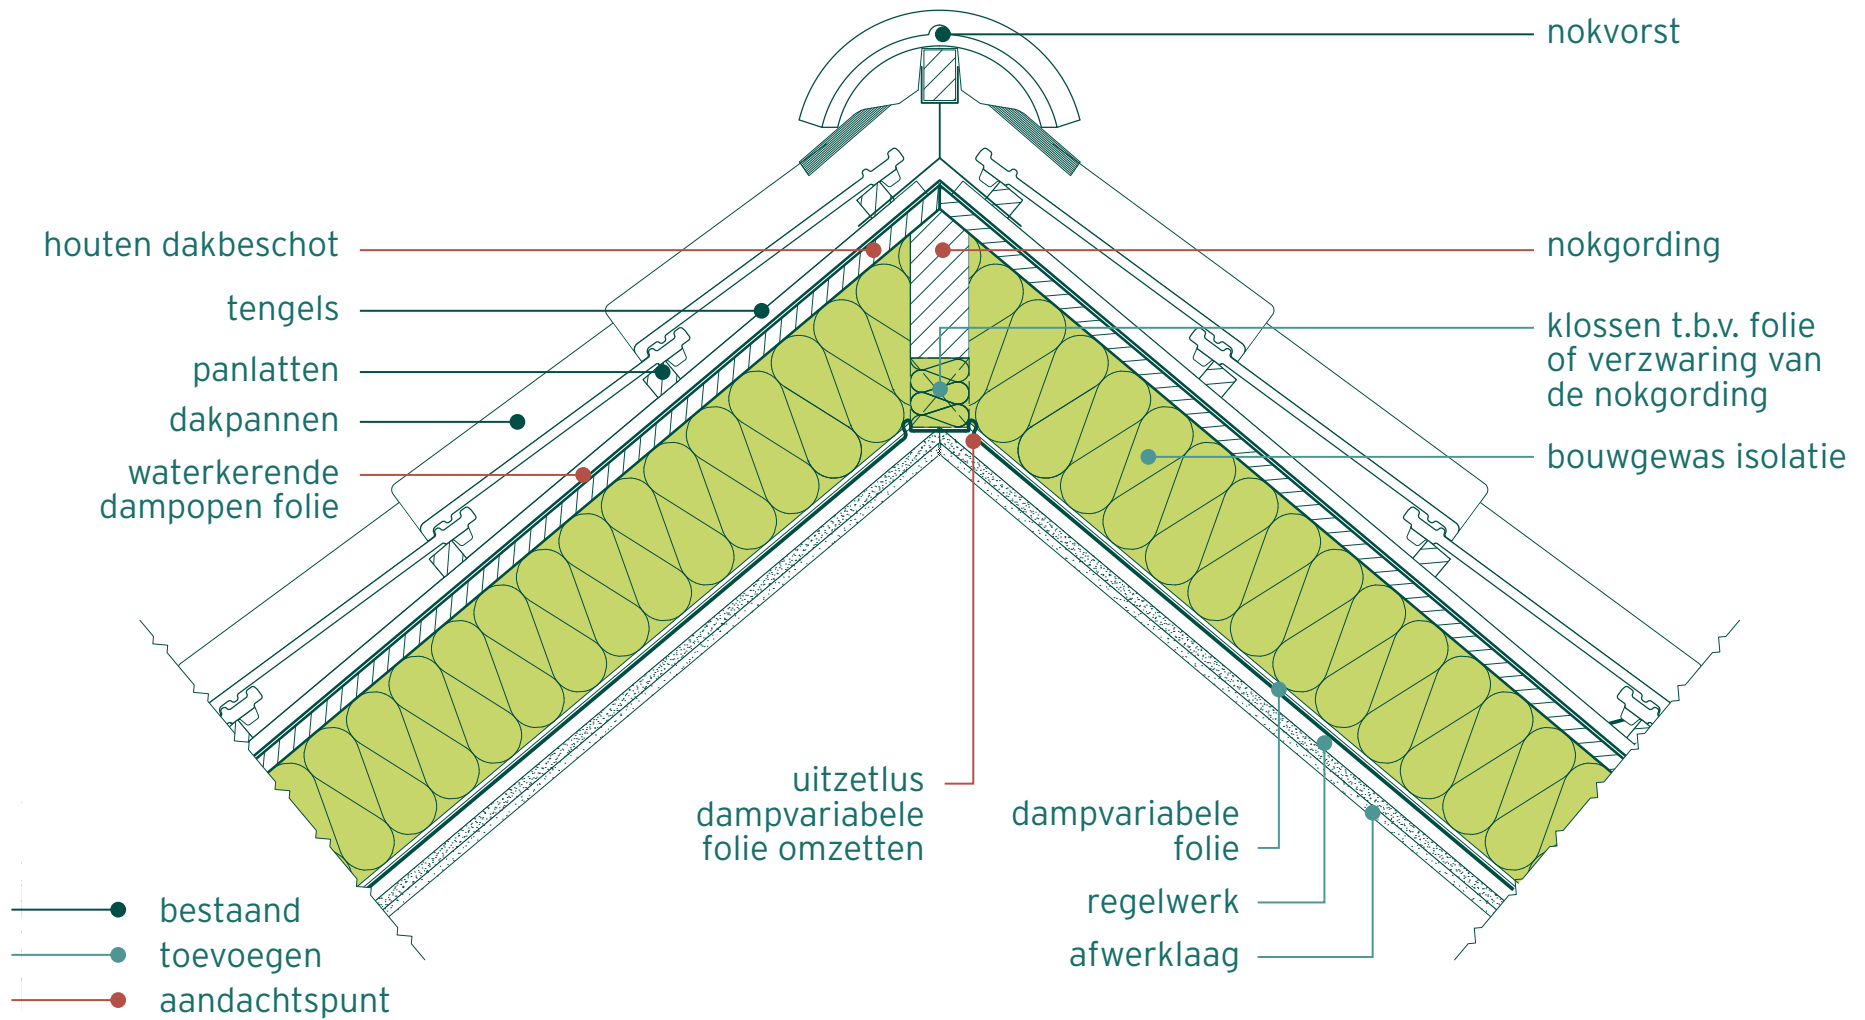 nokvorst
houten dakbeschot
tengels
panlatten
dakpannen
waterkerende
dampopen folie
nokgording
klossen t.b.v. folie
of verzwaring van
de nokgording
bouwgewas isolatie
uitzetlus
dampvariabele
folie omzetten
dampvariabele
folie
regelwerk
afwerklaag
bestaand
toevoegen
aandachtspunt